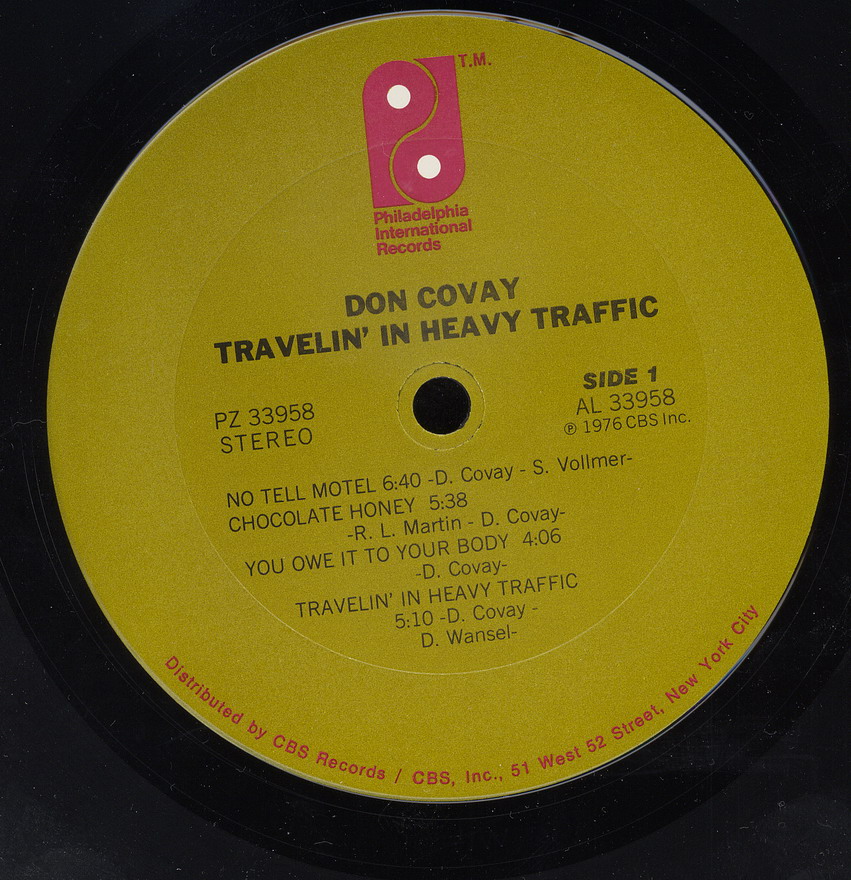 T.M.
Philadelphia
International
Records
DON COVAY
TRAVELIN' IN HEAVY TRAFFIC
PZ 33958
STEREO
SIDE 1
AL 33958
℗ 1976 CBS Inc.
NO TELL MOTEL 6:40 -D. Covay - S. Vollmer-
CHOCOLATE HONEY 5:38
-R. L. Martin - D. Covay-
YOU OWE IT TO YOUR BODY 4:06
-D. Covay-
TRAVELIN' IN HEAVY TRAFFIC
5:10 -D. Covay -
D. Wansel-
Distributed by CBS Records / CBS, Inc., 51 West 52 Street, New York City